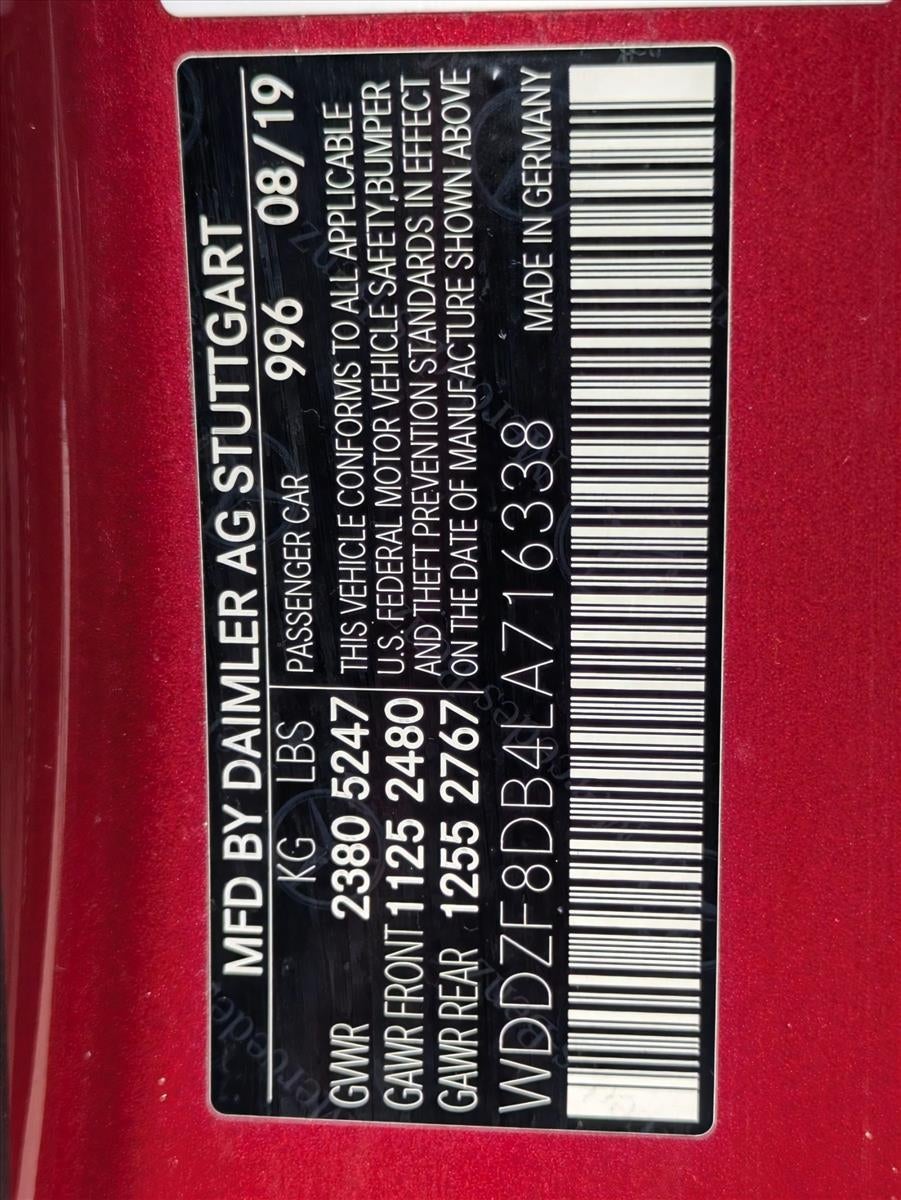 MFD BY DAIMLER AG STUTTGART
KG LBS PASSENGER CAR 996 08/19
GWR 2380 5247 THIS VEHICLE CONFORMS TO ALL APPLICABLE
GAWR FRONT 1125 2480 U.S. FEDERAL MOTOR VEHICLE SAFETY,BUMPER
AND THEFT PREVENTION STANDARDS IN EFFECT
GAWR REAR 1255 2767 ON THE DATE OF MANUFACTURE SHOWN ABOVE
WDDZF8DB4LA716338 MADE IN GERMANY